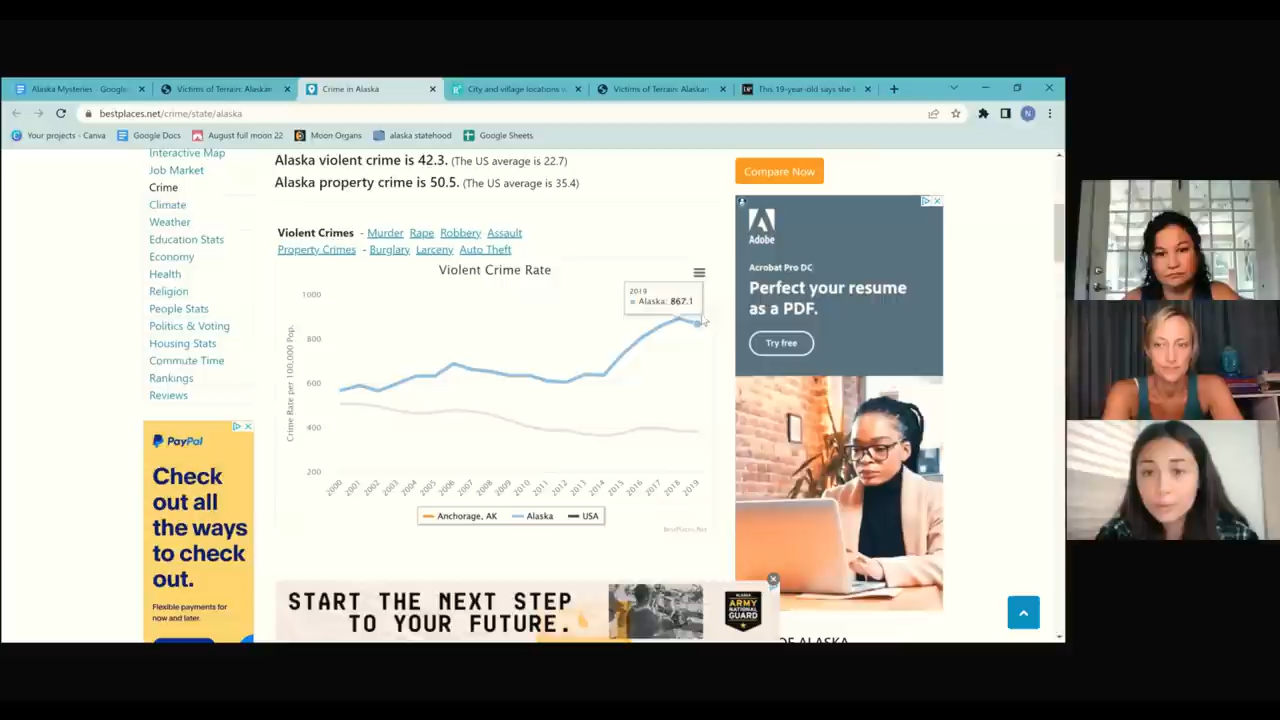 Alaska Mysteries - Google
Victims of Terrain: Alaskan
Crime in Alaska
City and village locations w
Victims of Terrain: Alaskan
This 19-year-old says she
bestplaces.net/crime/state/alaska
N
Your projects - Canva
Google Docs
August full moon 22
Moon Organs
alaska statehood
Google Sheets
Interactive Map
Job Market
Crime
Climate
Weather
Education Stats
Economy
Health
Religion
People Stats
Politics & Voting
Housing Stats
Commute Time
Rankings
Reviews
PayPal
Check
out all
the ways
to check
out.
Flexible payments for
now and later.
Alaska violent crime is 42.3. (The US average is 22.7)
Alaska property crime is 50.5. (The US average is 35.4)
Violent Crimes - Murder Rape Robbery Assault
Property Crimes - Burglary Larceny Auto Theft
Violent Crime Rate
2019
Alaska: 867.1
1000
800
600
400
200
Crime Rate per 100,000 Pop.
2000 2001 2002 2003 2004 2005 2006 2007 2008 2009 2010 2011 2012 2013 2014 2015 2016 2017 2018 2019
Anchorage, AK Alaska USA
BestPlaces.Net
START THE NEXT STEP
TO YOUR FUTURE.
ARMY
NATIONAL
GUARD
Compare Now
Adobe
Acrobat Pro DC
Perfect your resume
as a PDF.
Try free
OF ALASKA